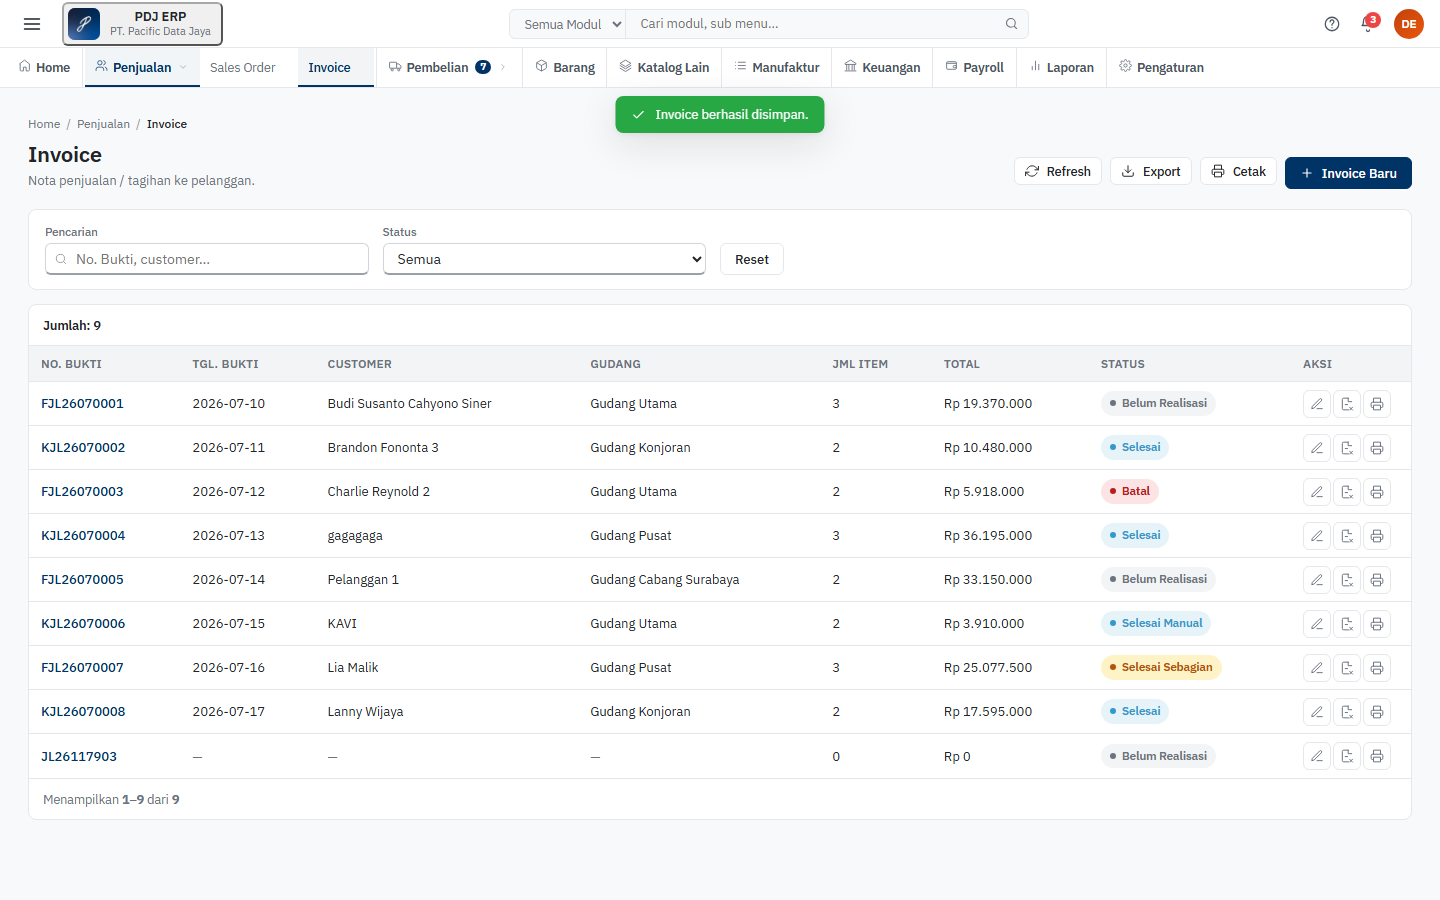 PDJ ERP
PT. Pacific Data Jaya
Semua Modul
Cari modul, sub menu...
3
DE
Home
Penjualan
Sales Order
Invoice
Pembelian 7
Barang
Katalog Lain
Manufaktur
Keuangan
Payroll
Laporan
Pengaturan
Invoice berhasil disimpan.
Home / Penjualan / Invoice
Invoice
Nota penjualan / tagihan ke pelanggan.
Refresh
Export
Cetak
Invoice Baru
Pencarian
Status
No. Bukti, customer...
Semua
Reset
Jumlah: 9
NO. BUKTI TGL. BUKTI CUSTOMER GUDANG JML ITEM TOTAL STATUS AKSI
FJL26070001 2026-07-10 Budi Susanto Cahyono Siner Gudang Utama 3 Rp 19.370.000 Belum Realisasi
KJL26070002 2026-07-11 Brandon Fononta 3 Gudang Konjoran 2 Rp 10.480.000 Selesai
FJL26070003 2026-07-12 Charlie Reynold 2 Gudang Utama 2 Rp 5.918.000 Batal
KJL26070004 2026-07-13 gagagaga Gudang Pusat 3 Rp 36.195.000 Selesai
FJL26070005 2026-07-14 Pelanggan 1 Gudang Cabang Surabaya 2 Rp 33.150.000 Belum Realisasi
KJL26070006 2026-07-15 KAVI Gudang Utama 2 Rp 3.910.000 Selesai Manual
FJL26070007 2026-07-16 Lia Malik Gudang Pusat 3 Rp 25.077.500 Selesai Sebagian
KJL26070008 2026-07-17 Lanny Wijaya Gudang Konjoran 2 Rp 17.595.000 Selesai
JL26117903 — — — 0 Rp 0 Belum Realisasi
Menampilkan 1–9 dari 9